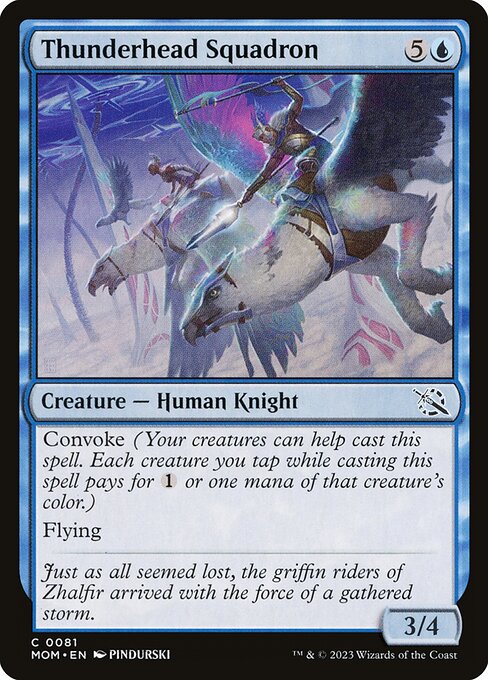 Thunderhead Squadron 5
Creature — Human Knight
Convoke (Your creatures can help cast this
spell. Each creature you tap while casting this
spell pays for 1 or one mana of that creature's
color.)
Flying
Just as all seemed lost, the griffin riders of
Zhalfir arrived with the force of a gathered
storm.
3/4
C 0081
MOM • EN PINDURSKI
™ & © 2023 Wizards of the Coast